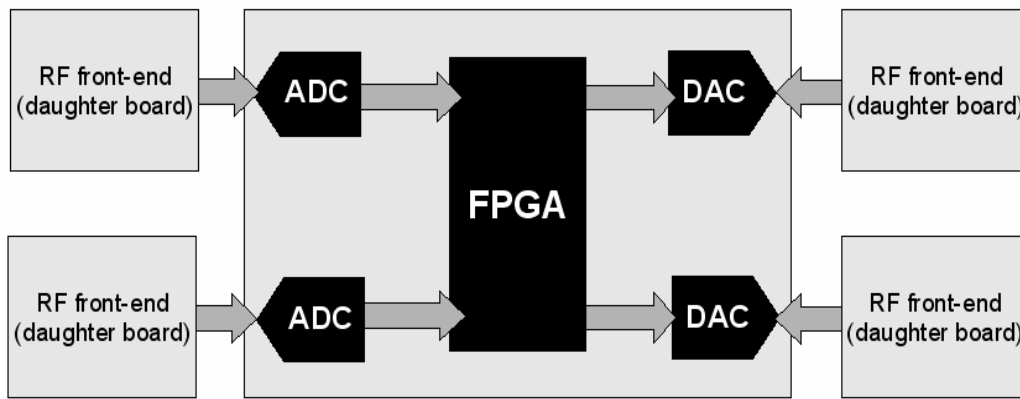 RF front-end
(daughter board)
ADC
DAC
RF front-end
(daughter board)
FPGA
RF front-end
(daughter board)
ADC
DAC
RF front-end
(daughter board)